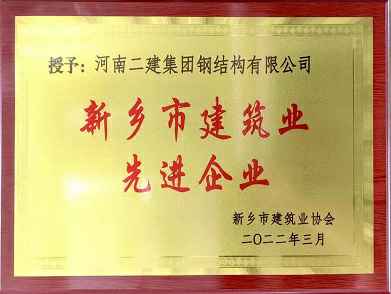 授予：河南二建集团钢结构有限公司
新乡市建筑业
先进企业
新乡市建筑业协会
二〇二二年三月